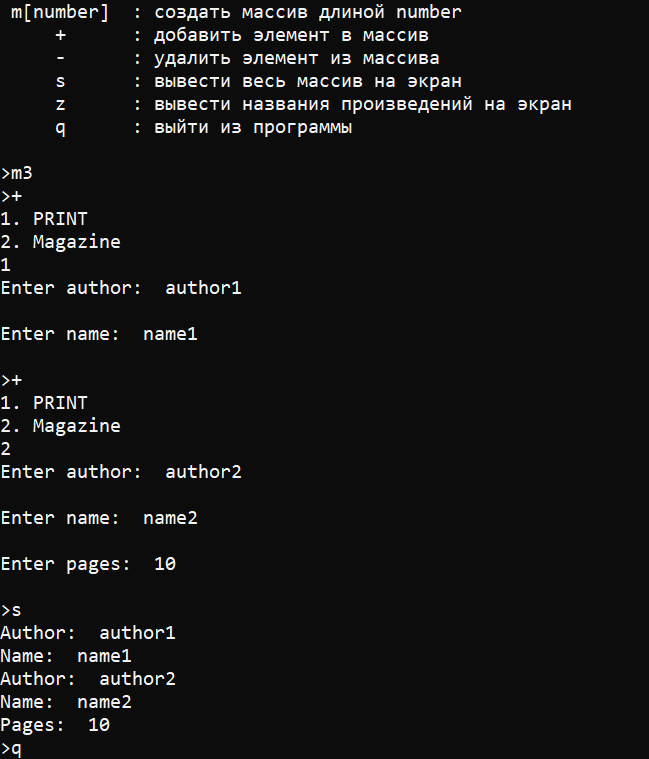 m[number]  : создать массив длиной number
+      : добавить элемент в массив
-      : удалить элемент из массива
s      : вывести весь массив на экран
z      : вывести названия произведений на экран
q      : выйти из программы
>m3
>+
1. PRINT
2. Magazine
1
Enter author:  author1
Enter name:  name1
>+
1. PRINT
2. Magazine
2
Enter author:  author2
Enter name:  name2
Enter pages:  10
>s
Author:  author1
Name:  name1
Author:  author2
Name:  name2
Pages:  10
>q